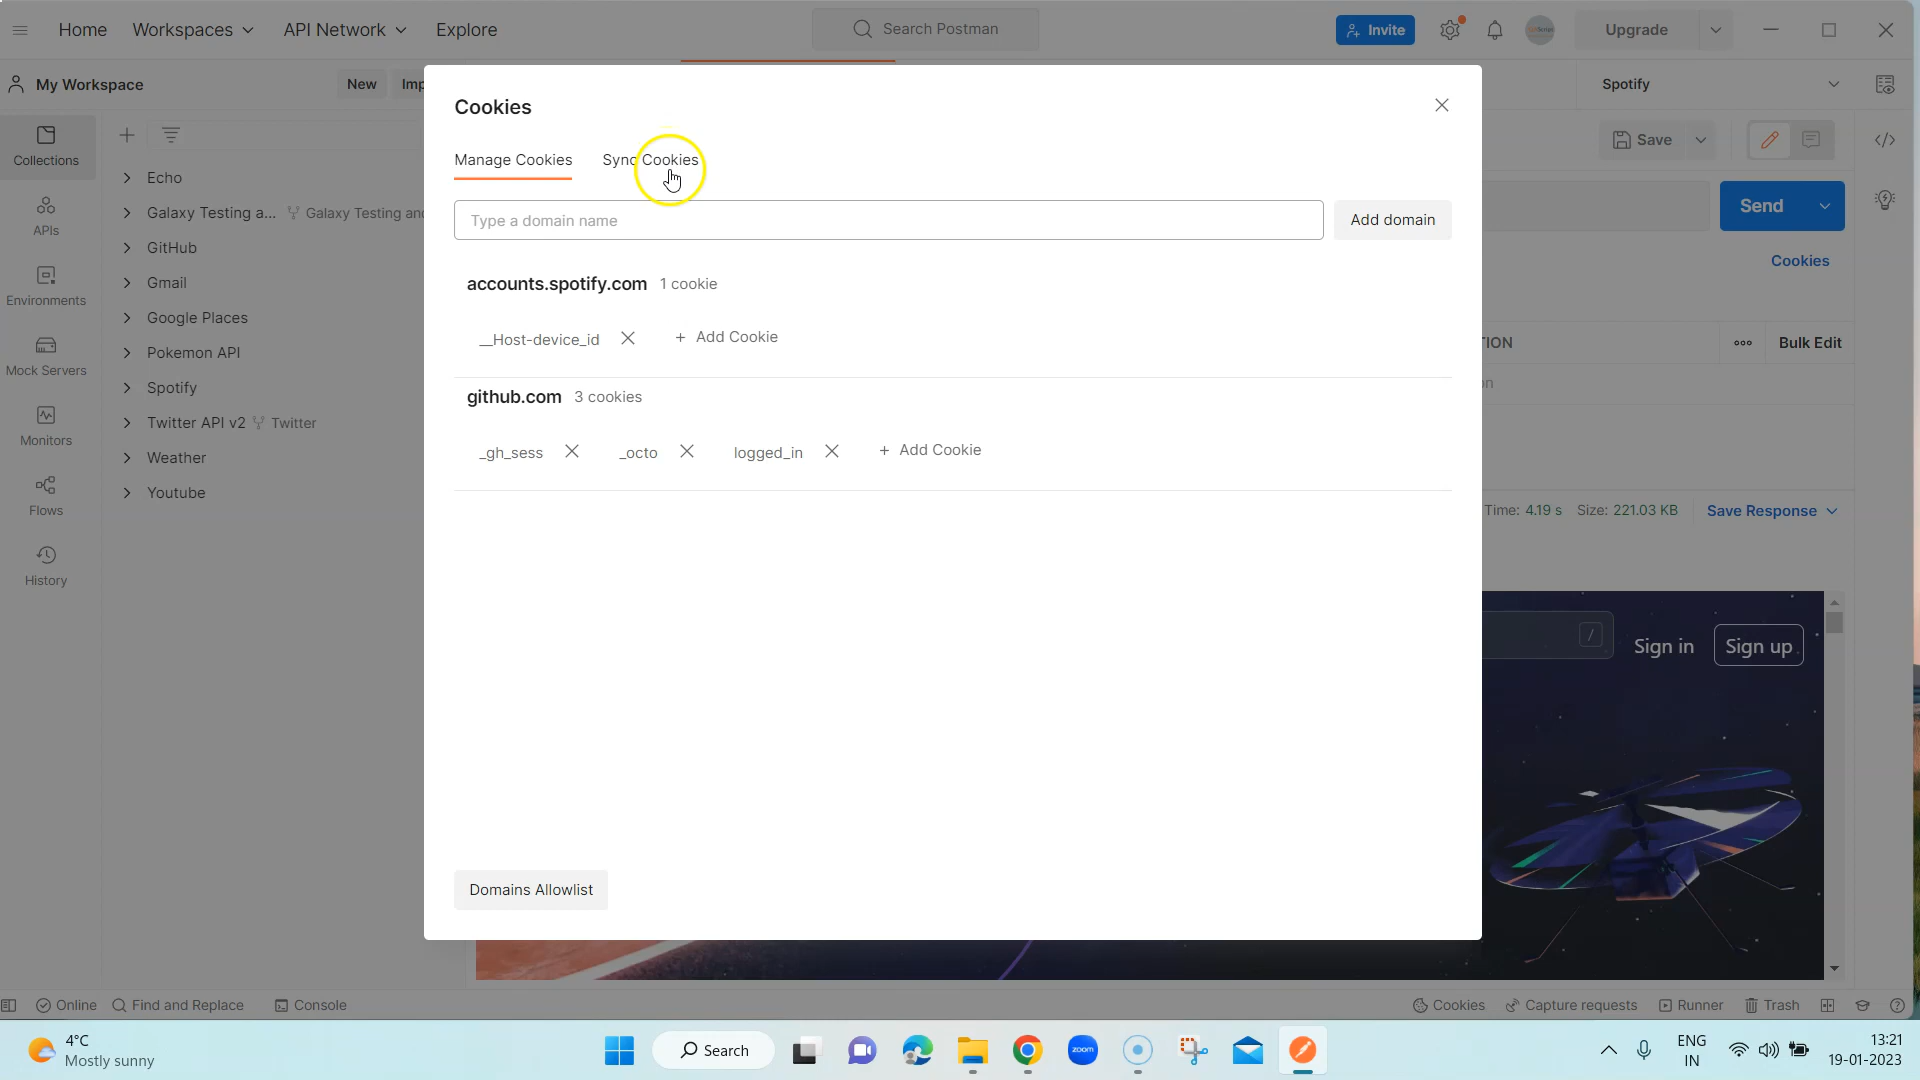 Home Workspaces API Network Explore Search Postman Invite Upgrade
My Workspace New Imp Spotify
Cookies
Save
Manage Cookies Sync Cookies
Collections
Echo
Type a domain name Add domain Send
Galaxy Testing a... Galaxy Testing and
APIs
GitHub
Cookies
accounts.spotify.com 1 cookie
Gmail
Environments
Google Places
__Host-device_id + Add Cookie
ION Bulk Edit
Pokemon API
Mock Servers
on
Spotify
github.com 3 cookies
Twitter API v2 Twitter
Monitors
_gh_sess _octo logged_in + Add Cookie
Weather
Youtube
Flows
Time: 4.19 s Size: 221.03 KB Save Response
History
/ Sign in Sign up
Domains Allowlist
Online Find and Replace Console Cookies Capture requests Runner Trash
4°C
Mostly sunny
Search
zoom
ENG
IN
13:21
19-01-2023